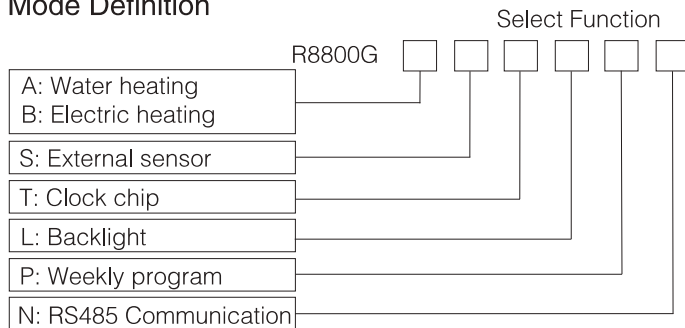 Mode Definition
Select Function
R8800G
A: Water heating
B: Electric heating
S: External sensor
T: Clock chip
L: Backlight
P: Weekly program
N: RS485 Communication